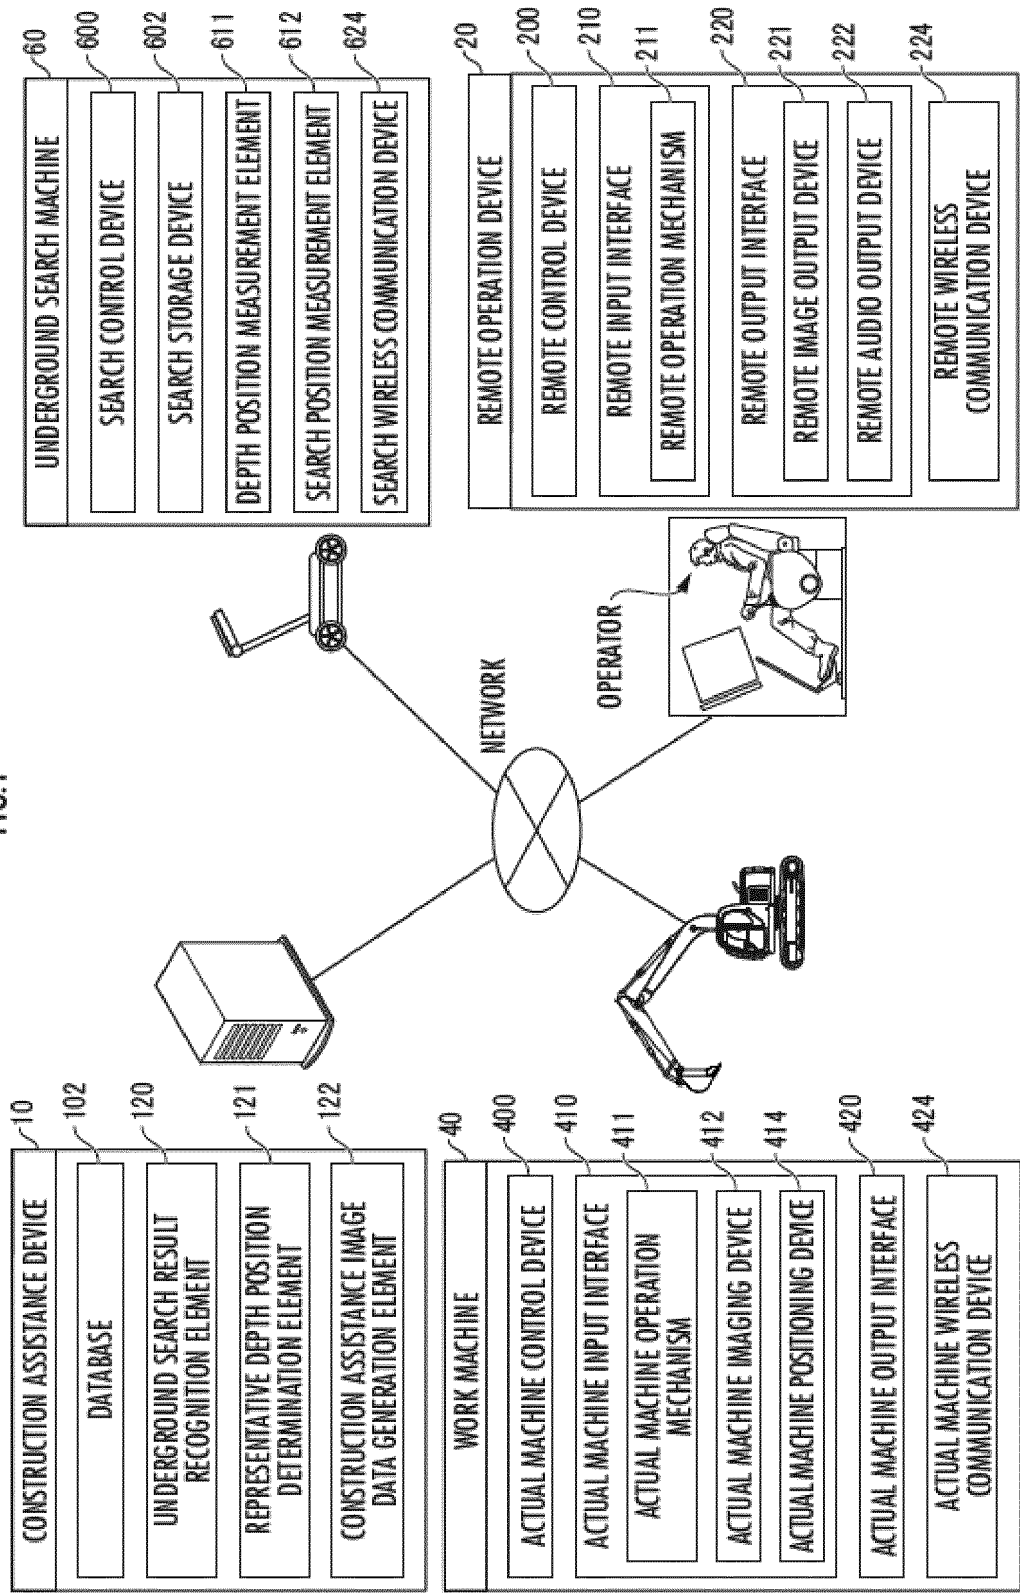 FIG.1
CONSTRUCTION ASSISTANCE DEVICE
10
DATABASE
102
UNDERGROUND SEARCH RESULT
RECOGNITION ELEMENT
120
REPRESENTATIVE DEPTH POSITION
DETERMINATION ELEMENT
121
CONSTRUCTION ASSISTANCE IMAGE
DATA GENERATION ELEMENT
122
UNDERGROUND SEARCH MACHINE
60
SEARCH CONTROL DEVICE
600
SEARCH STORAGE DEVICE
602
DEPTH POSITION MEASUREMENT ELEMENT
611
SEARCH POSITION MEASUREMENT ELEMENT
612
SEARCH WIRELESS COMMUNICATION DEVICE
624
NETWORK
WORK MACHINE
40
ACTUAL MACHINE CONTROL DEVICE
400
ACTUAL MACHINE INPUT INTERFACE
410
ACTUAL MACHINE OPERATION
MECHANISM
411
ACTUAL MACHINE IMAGING DEVICE
412
ACTUAL MACHINE POSITIONING DEVICE
414
ACTUAL MACHINE OUTPUT INTERFACE
420
ACTUAL MACHINE WIRELESS
COMMUNICATION DEVICE
424
OPERATOR
REMOTE OPERATION DEVICE
20
REMOTE CONTROL DEVICE
200
REMOTE INPUT INTERFACE
210
REMOTE OPERATION MECHANISM
211
REMOTE OUTPUT INTERFACE
220
REMOTE IMAGE OUTPUT DEVICE
221
REMOTE AUDIO OUTPUT DEVICE
222
REMOTE WIRELESS
COMMUNICATION DEVICE
224